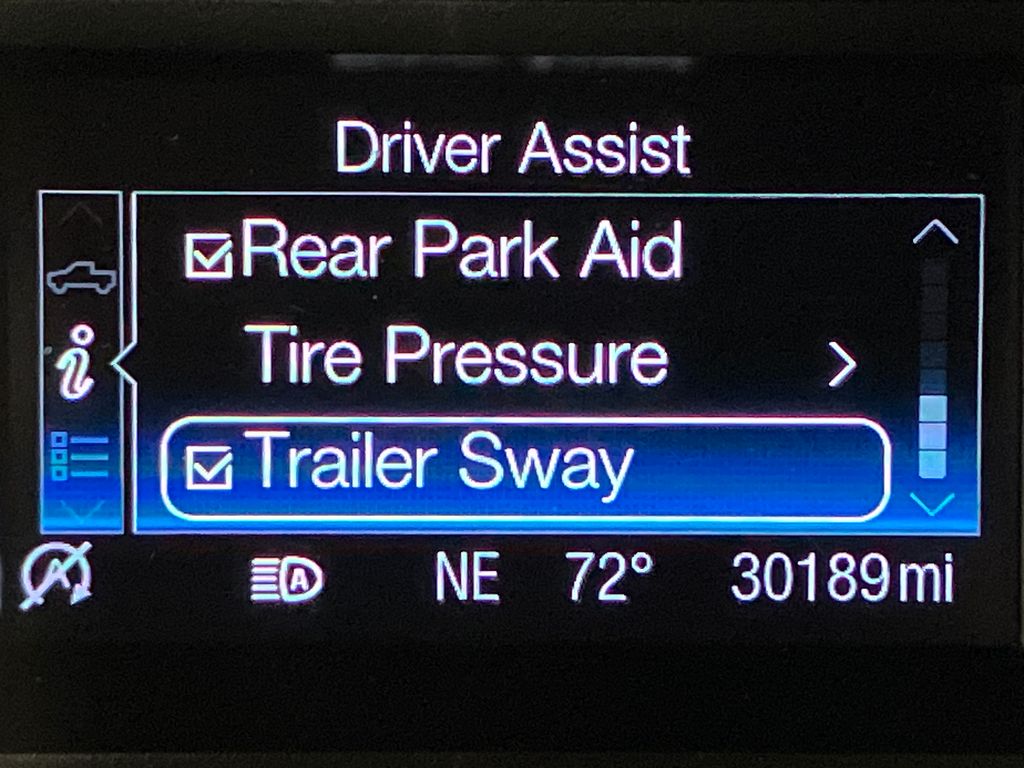 Driver Assist
Rear Park Aid
Tire Pressure
Trailer Sway
A A NE 72° 30189 mi